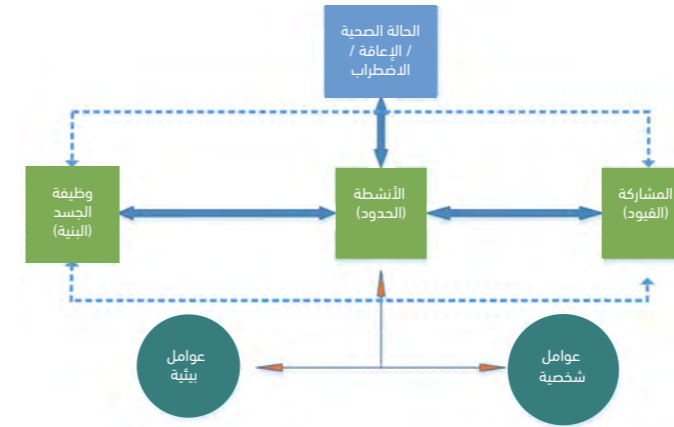 الحالة الصحية
/ الإعاقة /
الاضطراب
المشاركة
(القيود)
الأنشطة
(الحدود)
وظيفة
الجسد
(البنية)
عوامل
شخصية
عوامل
بيئية